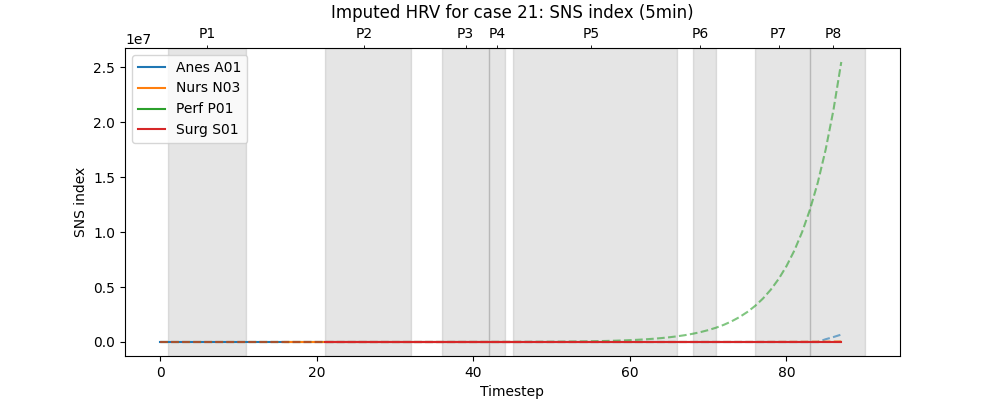 Imputed HRV for case 21: SNS index (5min)
P1 P2 P3 P4 P5 P6 P7 P8
1e7
Anes A01
Nurs N03
Perf P01
Surg S01
2.5
2.0
1.5
1.0
0.5
0.0
SNS index
0 20 40 60 80
Timestep